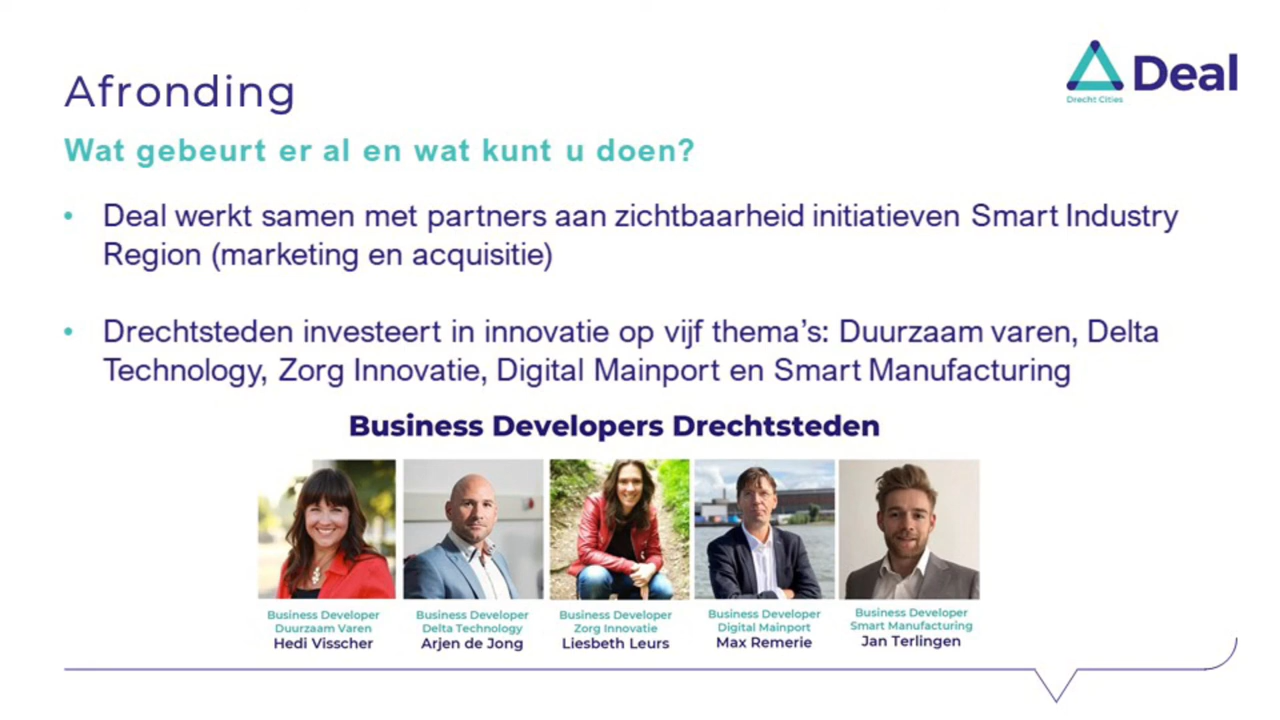 Afronding
Deal
Drecht Cities
Wat gebeurt er al en wat kunt u doen?
• Deal werkt samen met partners aan zichtbaarheid initiatieven Smart Industry
Region (marketing en acquisitie)
• Drechtsteden investeert in innovatie op vijf thema's: Duurzaam varen, Delta
Technology, Zorg Innovatie, Digital Mainport en Smart Manufacturing
Business Developers Drechtsteden
Business Developer
Duurzaam Varen
Hedi Visscher
Business Developer
Delta Technology
Arjen de Jong
Business Developer
Zorg Innovatie
Liesbeth Leurs
Business Developer
Digital Mainport
Max Remerie
Business Developer
Smart Manufacturing
Jan Terlingen